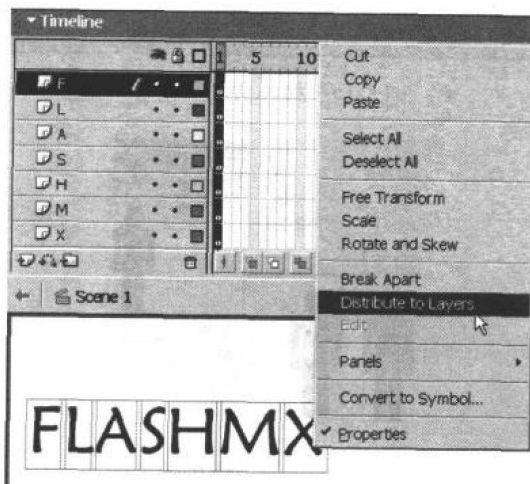 Timeline
1 5 10
F
L
A
S
H
M
X
Scene 1
FLASHMX
Cut
Copy
Paste
Select All
Deselect All
Free Transform
Scale
Rotate and Skew
Break Apart
Distribute to Layers
Edit
Panels
Convert to Symbol...
Properties